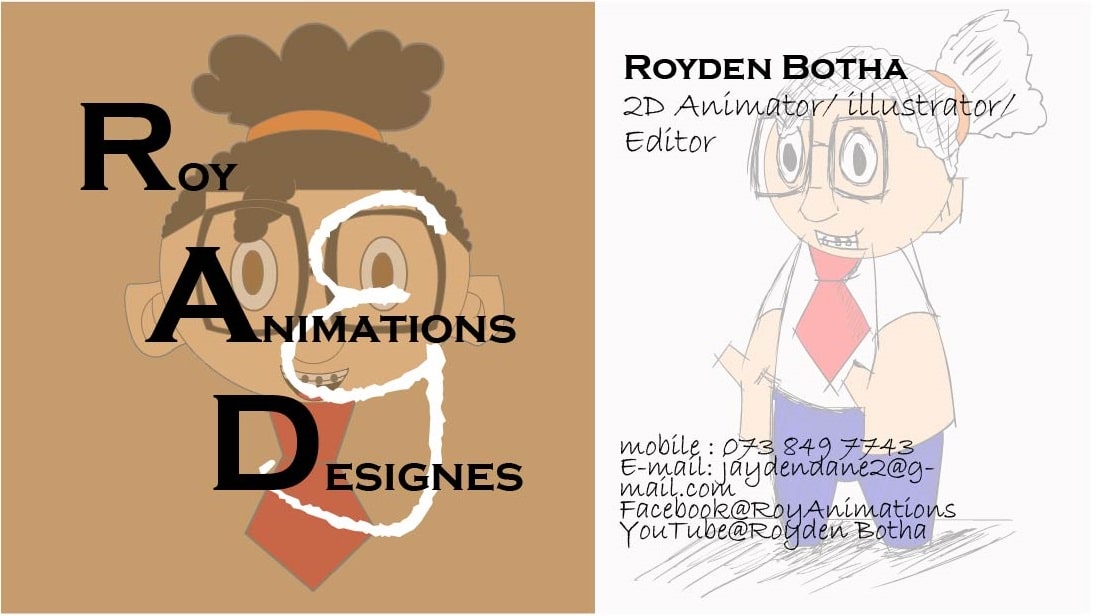 Roy
Animations
Designes
Royden Botha
2D Animator/ illustrator/
Editor
mobile : 073 849 7743
E-mail: jaydendane2@g-
mail.com
Facebook@RoyAnimations
YouTube@Royden Botha